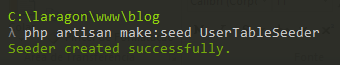 C:\laragon\www\blog
λ php artisan make:seed UserTableSeeder
Seeder created successfully.